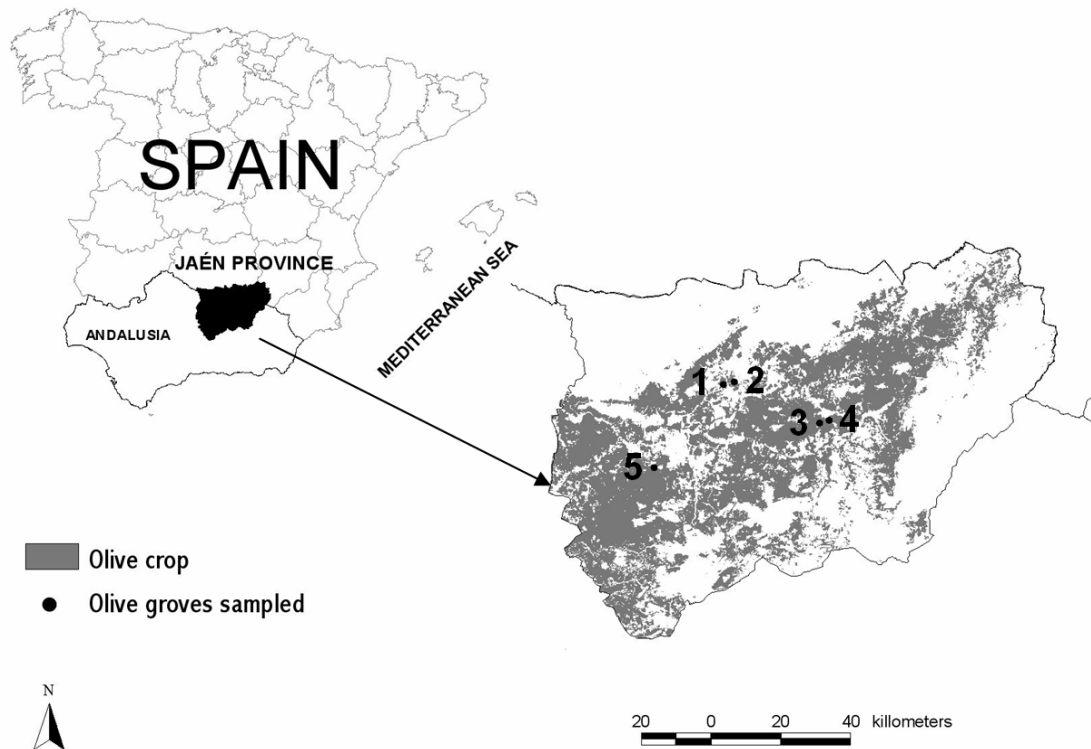 SPAIN
JAÉN PROVINCE
ANDALUSIA
MEDITERRANEAN SEA
1 2
3 4
5
Olive crop
Olive groves sampled
N
20 0 20 40 killometers